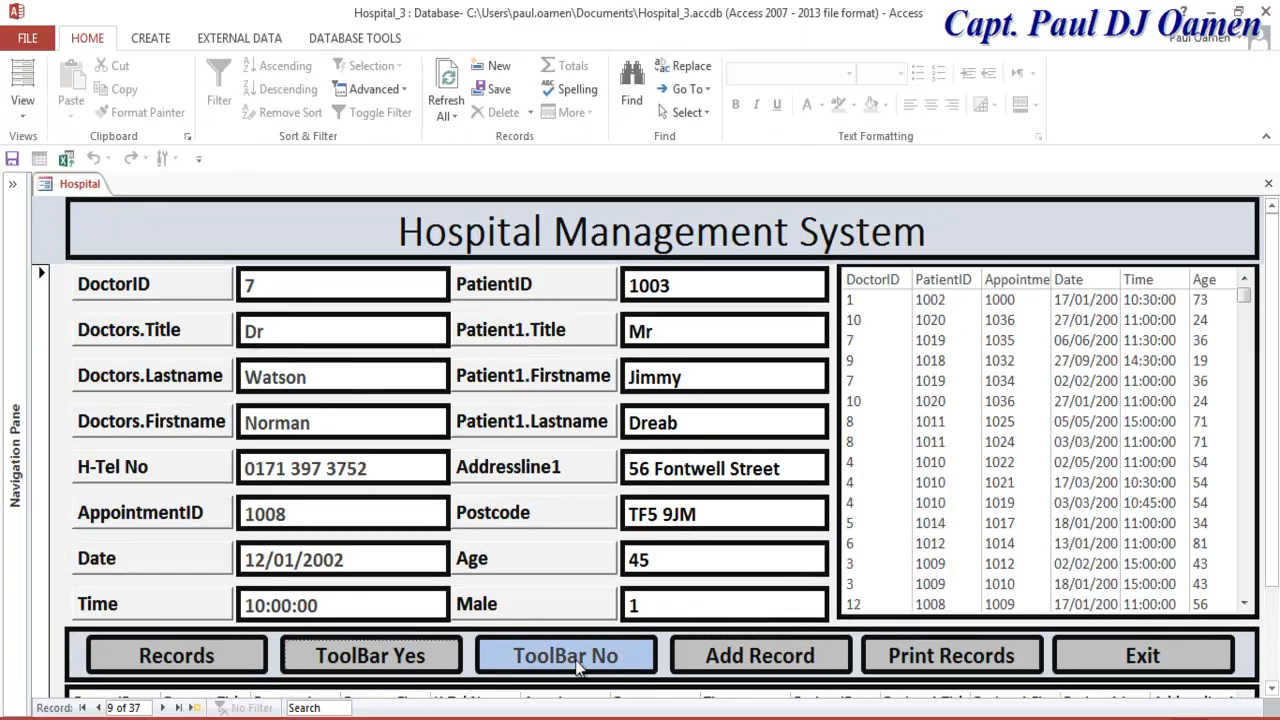 Hospital_3 : Database- C:\Users\paul.oamen\Documents\Hospital_3.accdb (Access 2007 - 2013 file format) - Access
Capt. Paul DJ Oamen
Paul Oamen
FILE HOME CREATE EXTERNAL DATA DATABASE TOOLS
View
Views
Paste
Cut
Copy
Format Painter
Clipboard
Filter
Ascending
Descending
Remove Sort
Selection
Advanced
Toggle Filter
Sort & Filter
Refresh
All
New
Save
Delete
Totals
Spelling
More
Records
Find
Replace
Go To
Select
Find
B I U A
Text Formatting
Hospital
Navigation Pane
Hospital Management System
DoctorID 7 PatientID 1003
Doctors.Title Dr Patient1.Title Mr
Doctors.Lastname Watson Patient1.Firstname Jimmy
Doctors.Firstname Norman Patient1.Lastname Dreab
H-Tel No 0171 397 3752 Addressline1 56 Fontwell Street
AppointmentID 1008 Postcode TF5 9JM
Date 12/01/2002 Age 45
Time 10:00:00 Male 1
DoctorID PatientID Appointme Date Time Age
1 1002 1000 17/01/200 10:30:00 73
10 1020 1036 27/01/200 11:00:00 24
7 1019 1035 06/06/200 11:30:00 36
9 1018 1032 27/09/200 14:30:00 19
7 1019 1034 02/02/200 11:00:00 36
10 1020 1036 27/01/200 11:00:00 24
8 1011 1025 05/05/200 15:00:00 71
8 1011 1024 03/03/200 11:00:00 71
4 1010 1022 02/05/200 11:00:00 54
4 1010 1021 17/03/200 10:30:00 54
4 1010 1019 03/03/200 10:45:00 54
5 1014 1017 18/01/200 11:00:00 34
6 1012 1014 13/01/200 11:00:00 81
3 1009 1012 02/02/200 15:00:00 43
3 1009 1010 18/01/200 15:00:00 43
12 1008 1009 17/01/200 11:00:00 56
Records ToolBar Yes ToolBar No Add Record Print Records Exit
Record: 9 of 37 No Filter Search